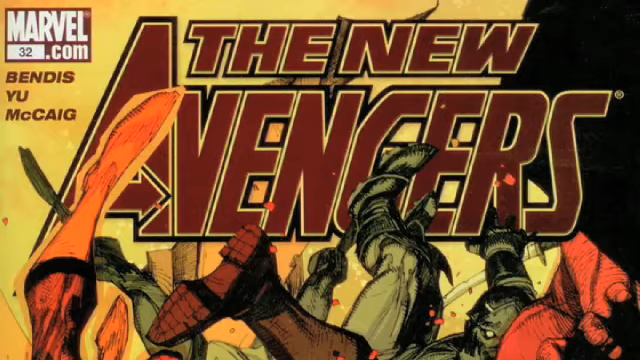 MARVEL
32 .com
BENDIS
YU
McCAIG
THE NEW
AVENGERS®